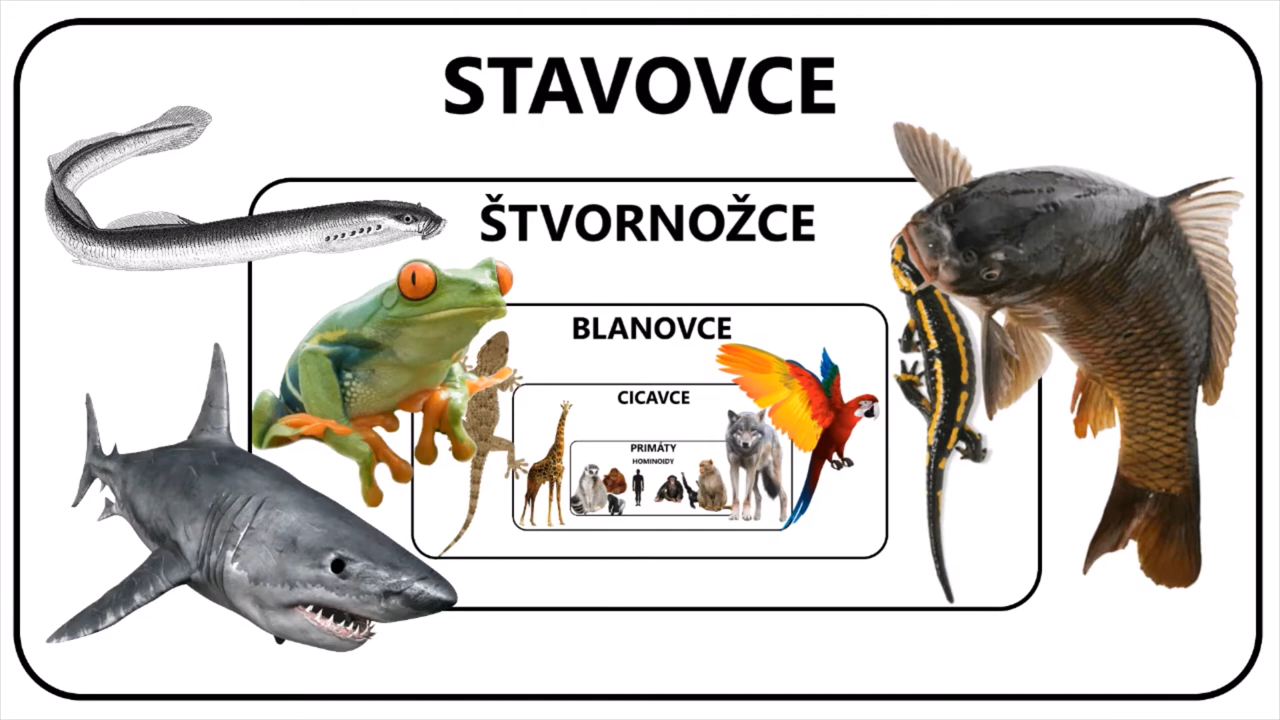 STAVOVCE
ŠTVORNOŽCE
BLANOVCE
CICAVCE
PRIMÁTY
HOMINOIDY